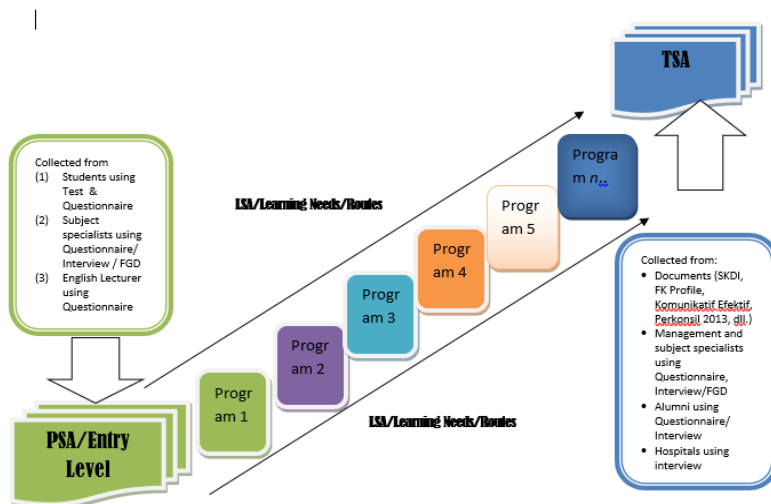 TSA
Collected from
(1) Students using
Test &
Questionnaire
(2) Subject
specialists using
Questionnaire/
Interview / FGD
(3) English Lecturer
using
Questionnaire
LSA/Learning Needs/Routes
Progra
m n..
Progr
am 5
Progr
am 4
Progr
am 3
Progr
am 2
Progr
am 1
LSA/Learning Needs/Routes
PSA/Entry
Level
Collected from:
• Documents (SKDI,
FK Profile,
Komunikatif Efektif,
Perkonsil 2013, dll.)
• Management and
subject specialists
using
Questionnaire,
Interview/FGD
• Alumni using
Questionnaire/
Interview
• Hospitals using
interview